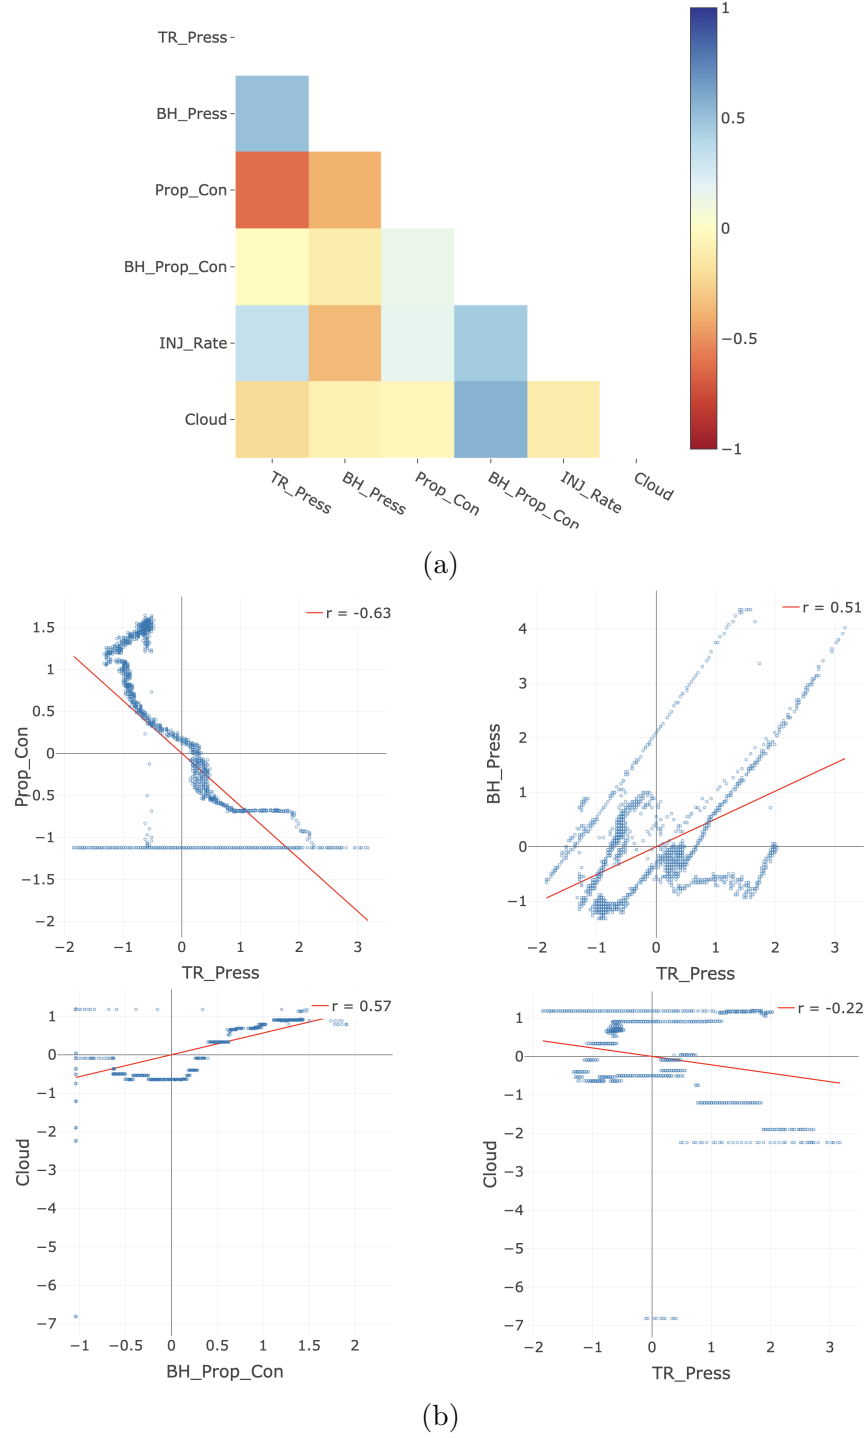 TR_Press
BH_Press
Prop_Con
BH_Prop_Con
INJ_Rate
Cloud
TR_Press
BH_Press
Prop_Con
BH_Prop_Con
INJ_Rate
Cloud
1
0.5
0
−0.5
−1
(a)
r = -0.63
1.5
1
0.5
0
−0.5
−1
−1.5
−2
−2 −1 0 1 2 3
Prop_Con
TR_Press
r = 0.51
4
3
2
1
0
−1
−2 −1 0 1 2 3
BH_Press
TR_Press
r = 0.57
1
0
−1
−2
−3
−4
−5
−6
−7
−1 −0.5 0 0.5 1 1.5 2
Cloud
BH_Prop_Con
r = -0.22
1
0
−1
−2
−3
−4
−5
−6
−7
−2 −1 0 1 2 3
Cloud
TR_Press
(b)